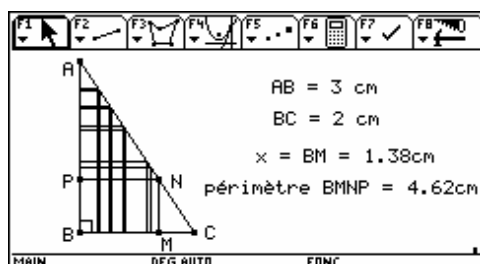 F1 F2 F3 F4 F5 F6 F7 F8
A
AB = 3 cm
BC = 2 cm
x = BM = 1.38cm
P N périmètre BMNP = 4.62cm
B M C
MAIN DEG AUTO FUNC